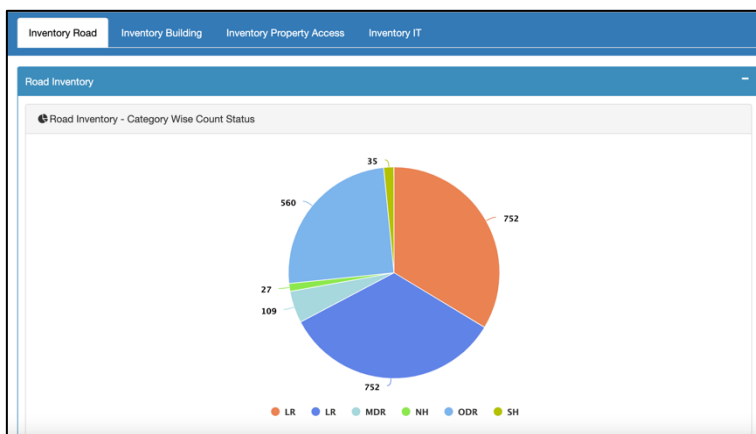 Inventory Road Inventory Building Inventory Property Access Inventory IT
Road Inventory
Road Inventory - Category Wise Count Status
35
560
752
27
109
752
LR LR MDR NH ODR SH